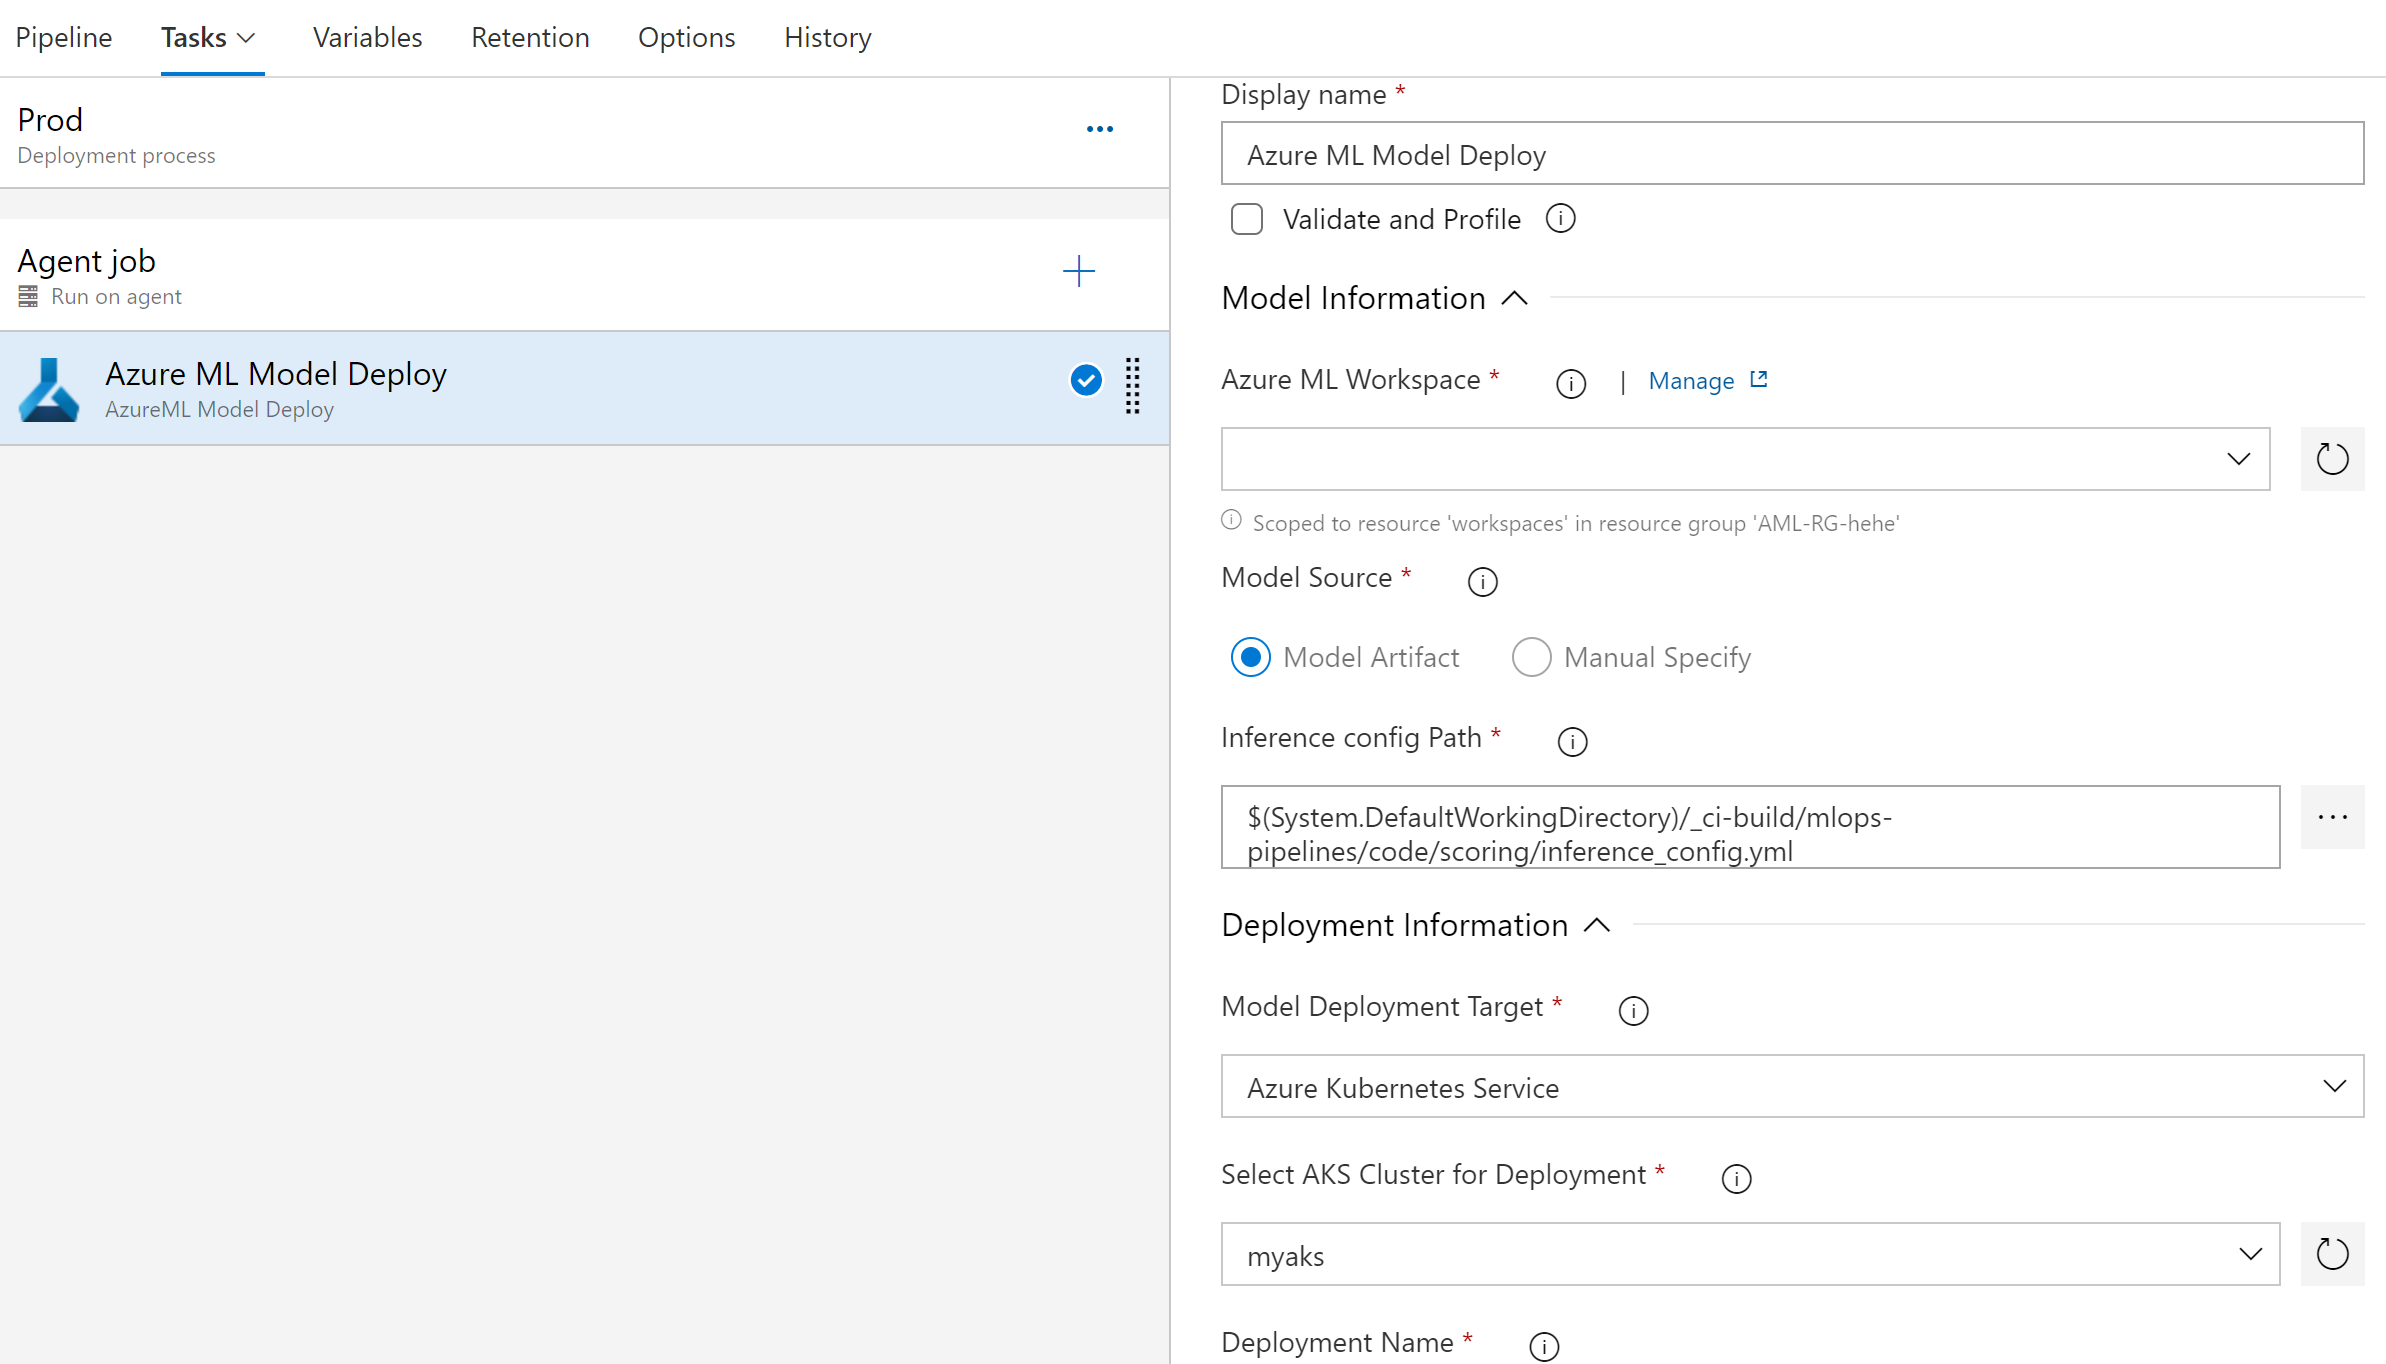 Pipeline Tasks Variables Retention Options History
Prod
Deployment process
Agent job
Run on agent
Azure ML Model Deploy
AzureML Model Deploy
Display name *
Azure ML Model Deploy
Validate and Profile
Model Information
Azure ML Workspace * | Manage
Scoped to resource 'workspaces' in resource group 'AML-RG-hehe'
Model Source *
Model Artifact Manual Specify
Inference config Path *
$(System.DefaultWorkingDirectory)/_ci-build/mlops-
pipelines/code/scoring/inference_config.yml
Deployment Information
Model Deployment Target *
Azure Kubernetes Service
Select AKS Cluster for Deployment *
myaks
Deployment Name *